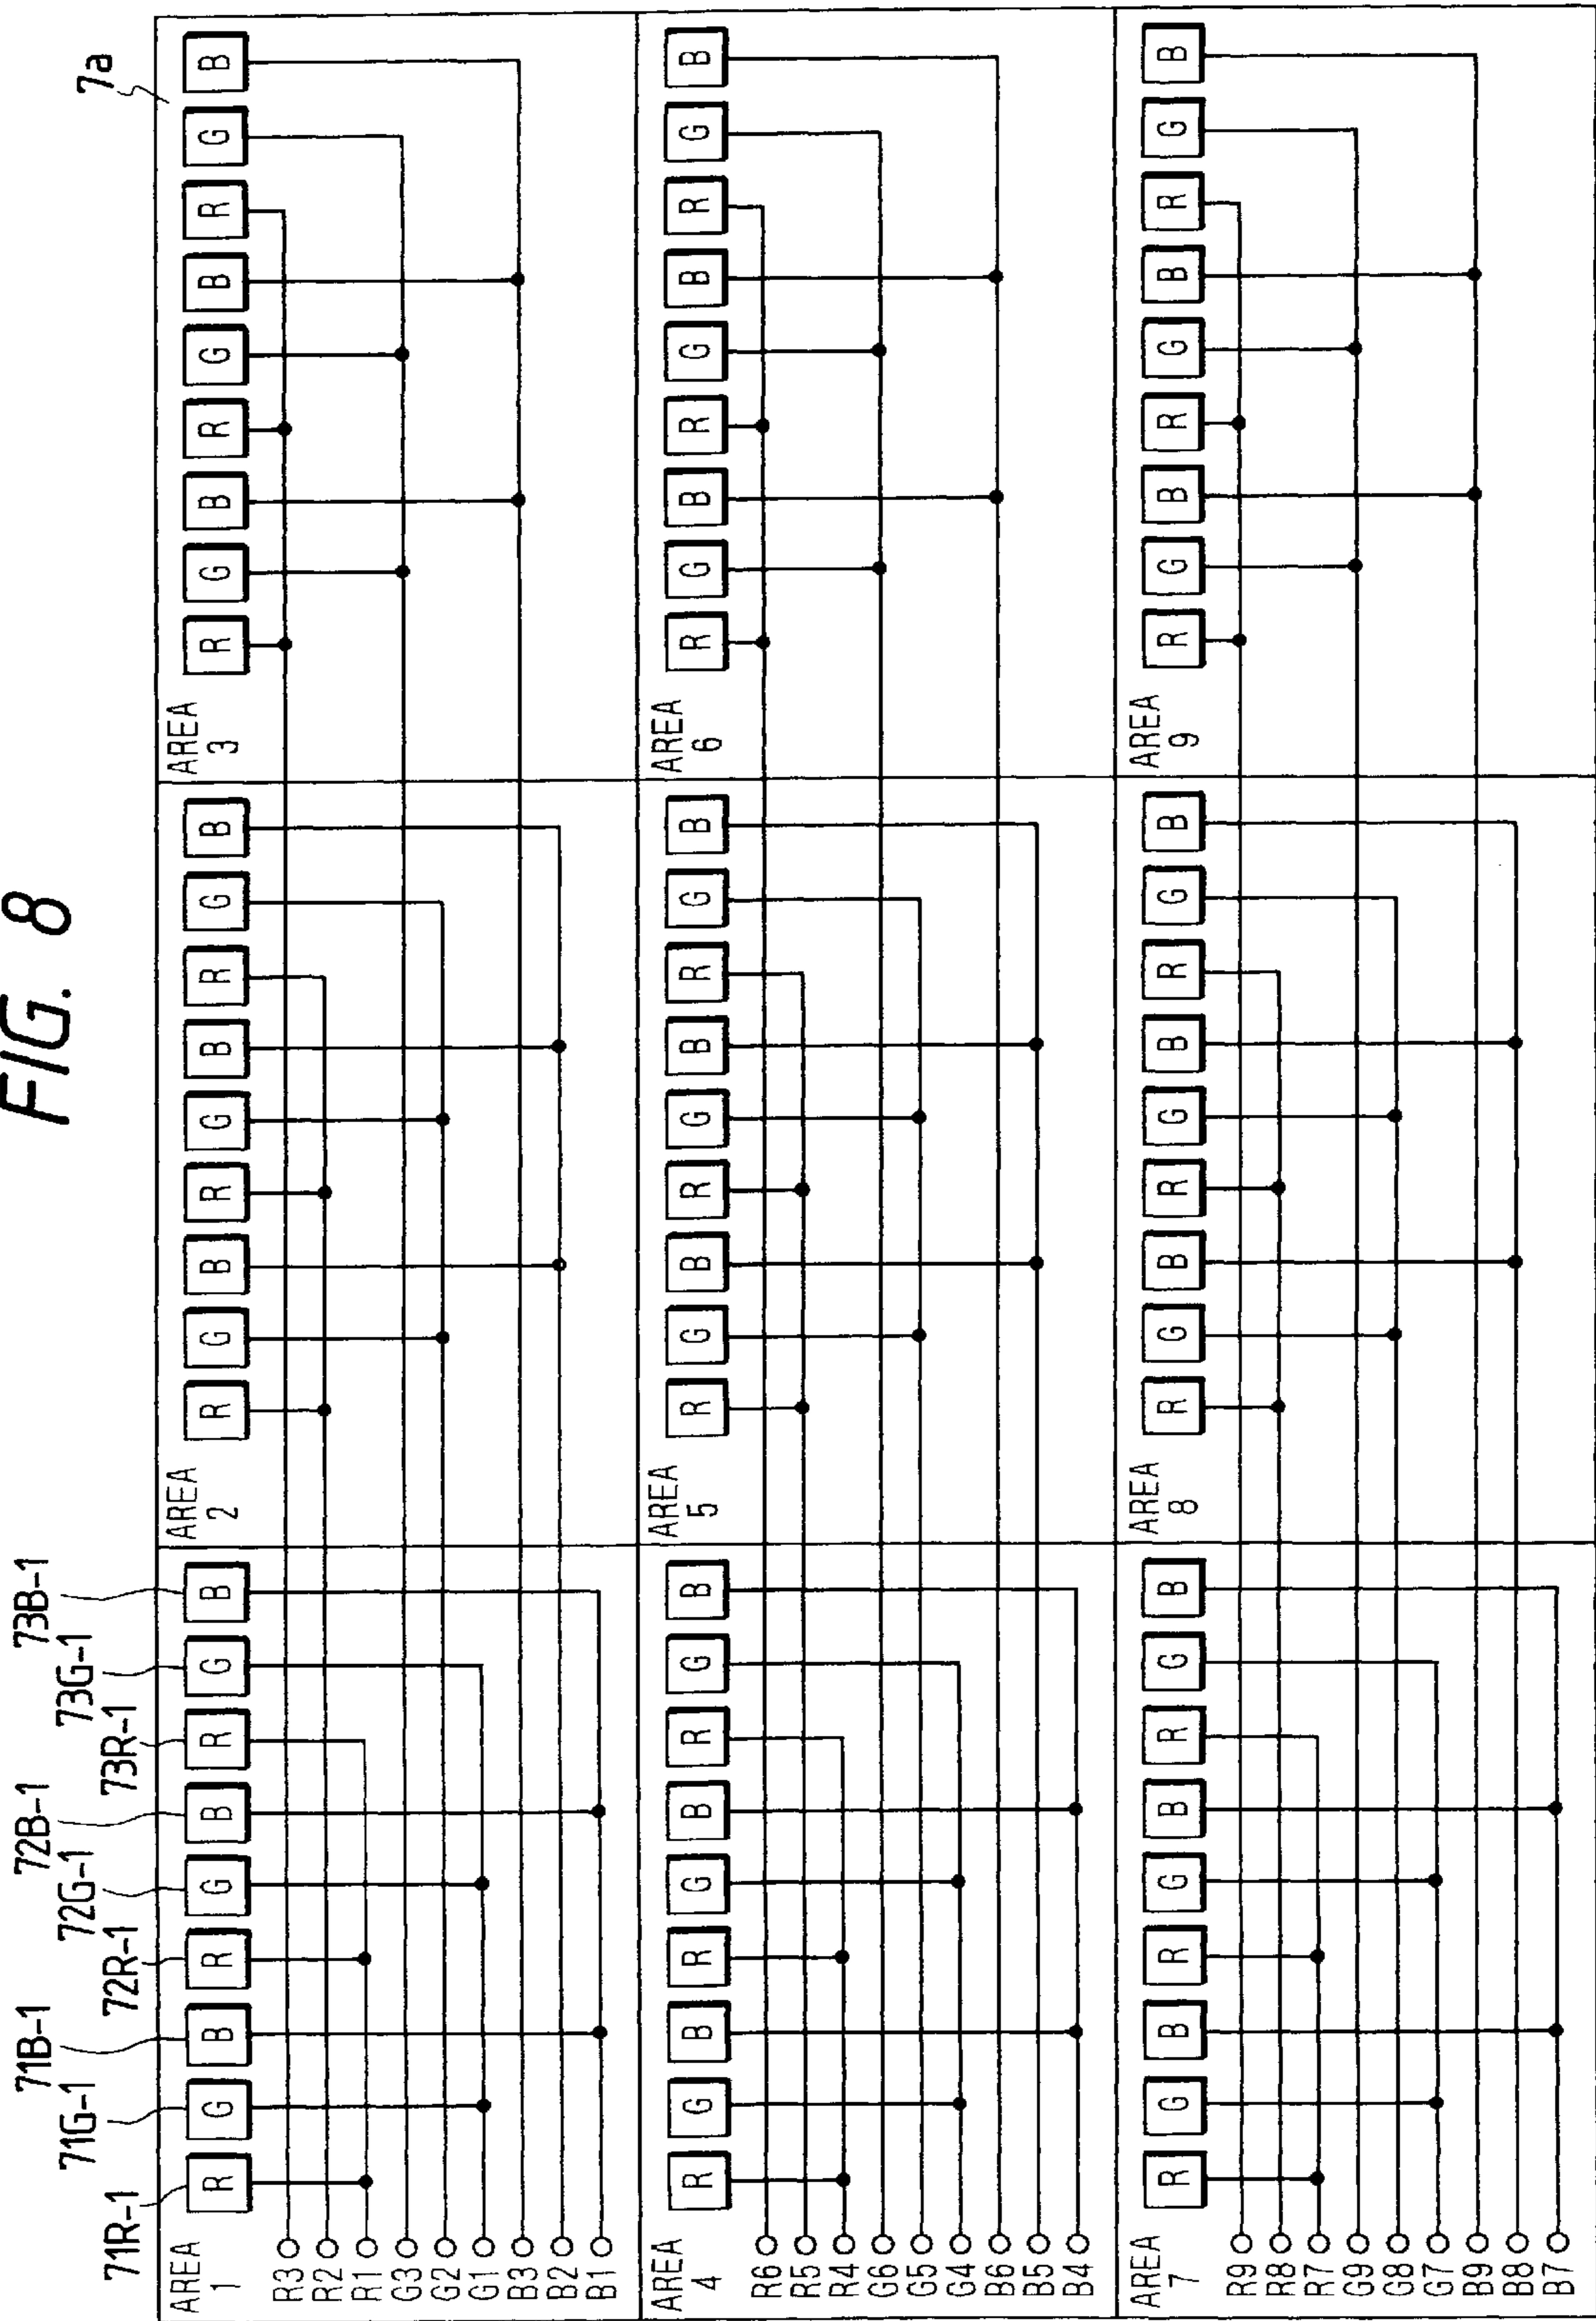 FIG. 8
7a
71R-1 71G-1 71B-1 72R-1 72G-1 72B-1 73R-1 73G-1 73B-1
AREA 1
R G B R G B R G B
AREA 2
R G B R G B R G B
AREA 3
R G B R G B R G B
R3
R2
R1
G3
G2
G1
B3
B2
B1
AREA 4
R G B R G B R G B
AREA 5
R G B R G B R G B
AREA 6
R G B R G B R G B
R6
R5
R4
G6
G5
G4
B6
B5
B4
AREA 7
R G B R G B R G B
AREA 8
R G B R G B R G B
AREA 9
R G B R G B R G B
R9
R8
R7
G9
G8
G7
B9
B8
B7